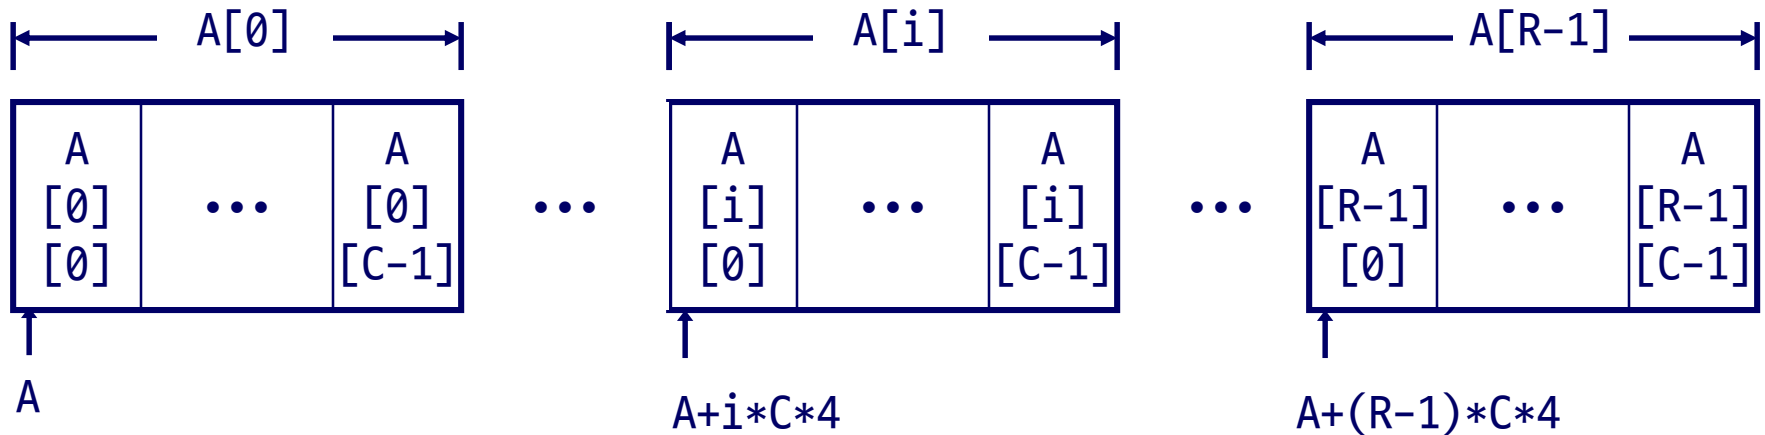 A[0] A[i] A[R-1]
A ••• A ••• A ••• A ••• A ••• A
[0] [0] [i] [i] [R-1] [R-1]
[0] [C-1] [0] [C-1] [0] [C-1]
A A+i*C*4 A+(R-1)*C*4